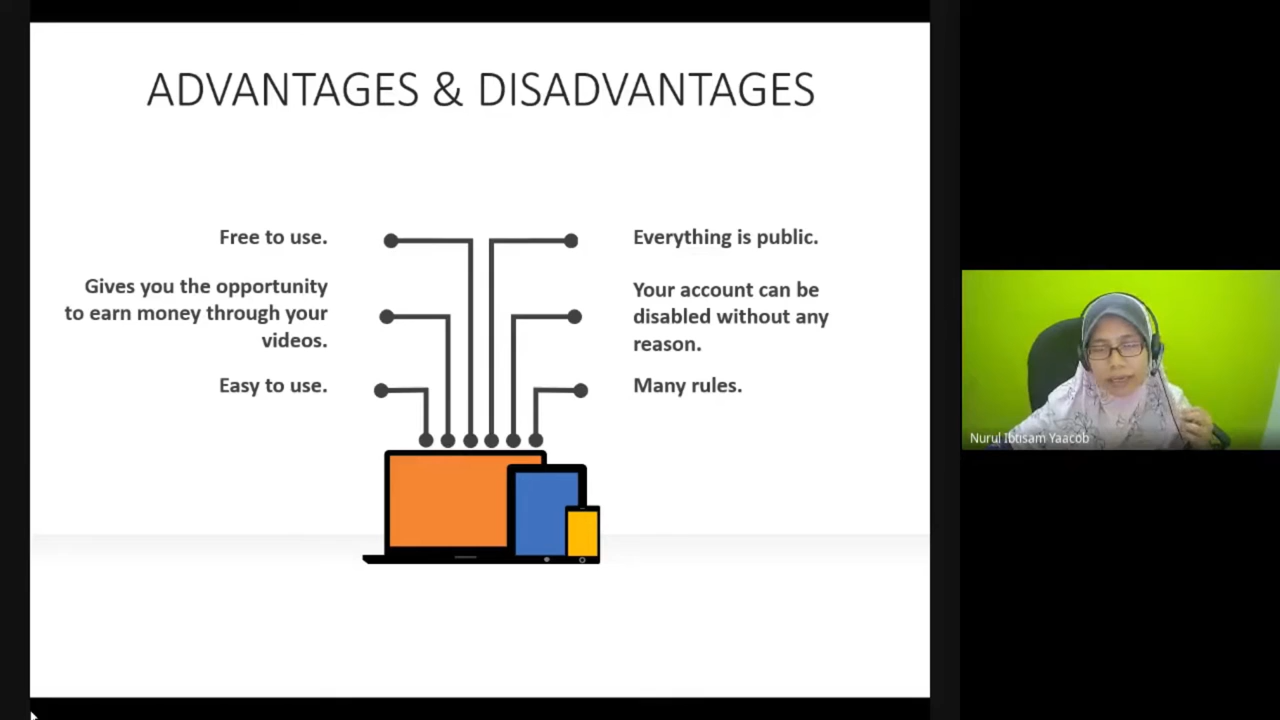 ADVANTAGES & DISADVANTAGES
Free to use.
Gives you the opportunity
to earn money through your
videos.
Easy to use.
Everything is public.
Your account can be
disabled without any
reason.
Many rules.
Nurul Ibtisam Yaacob